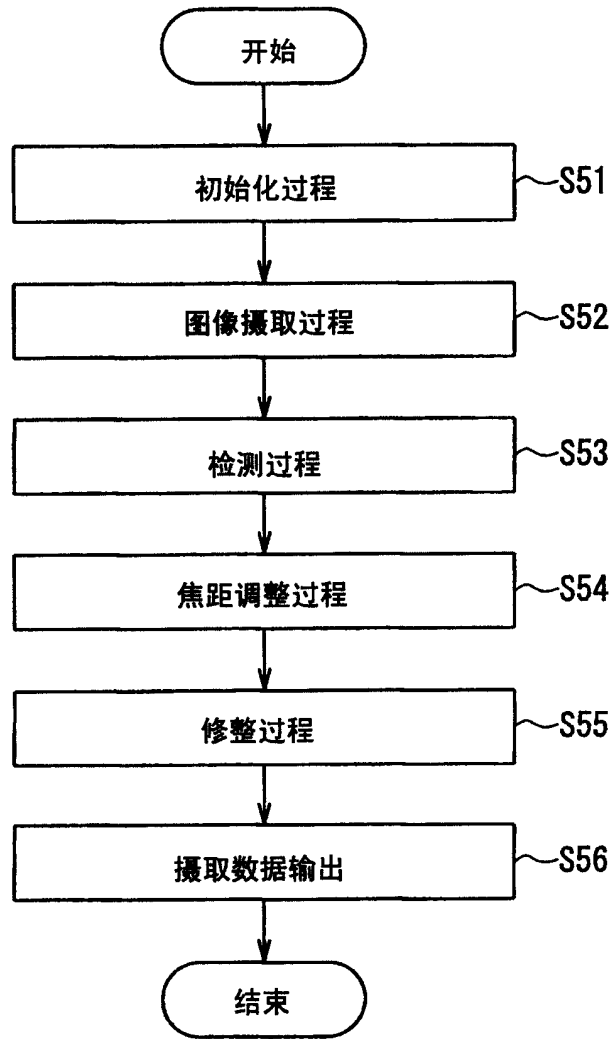 开始
初始化过程
S51
图像摄取过程
S52
检测过程
S53
焦距调整过程
S54
修整过程
S55
摄取数据输出
S56
结束